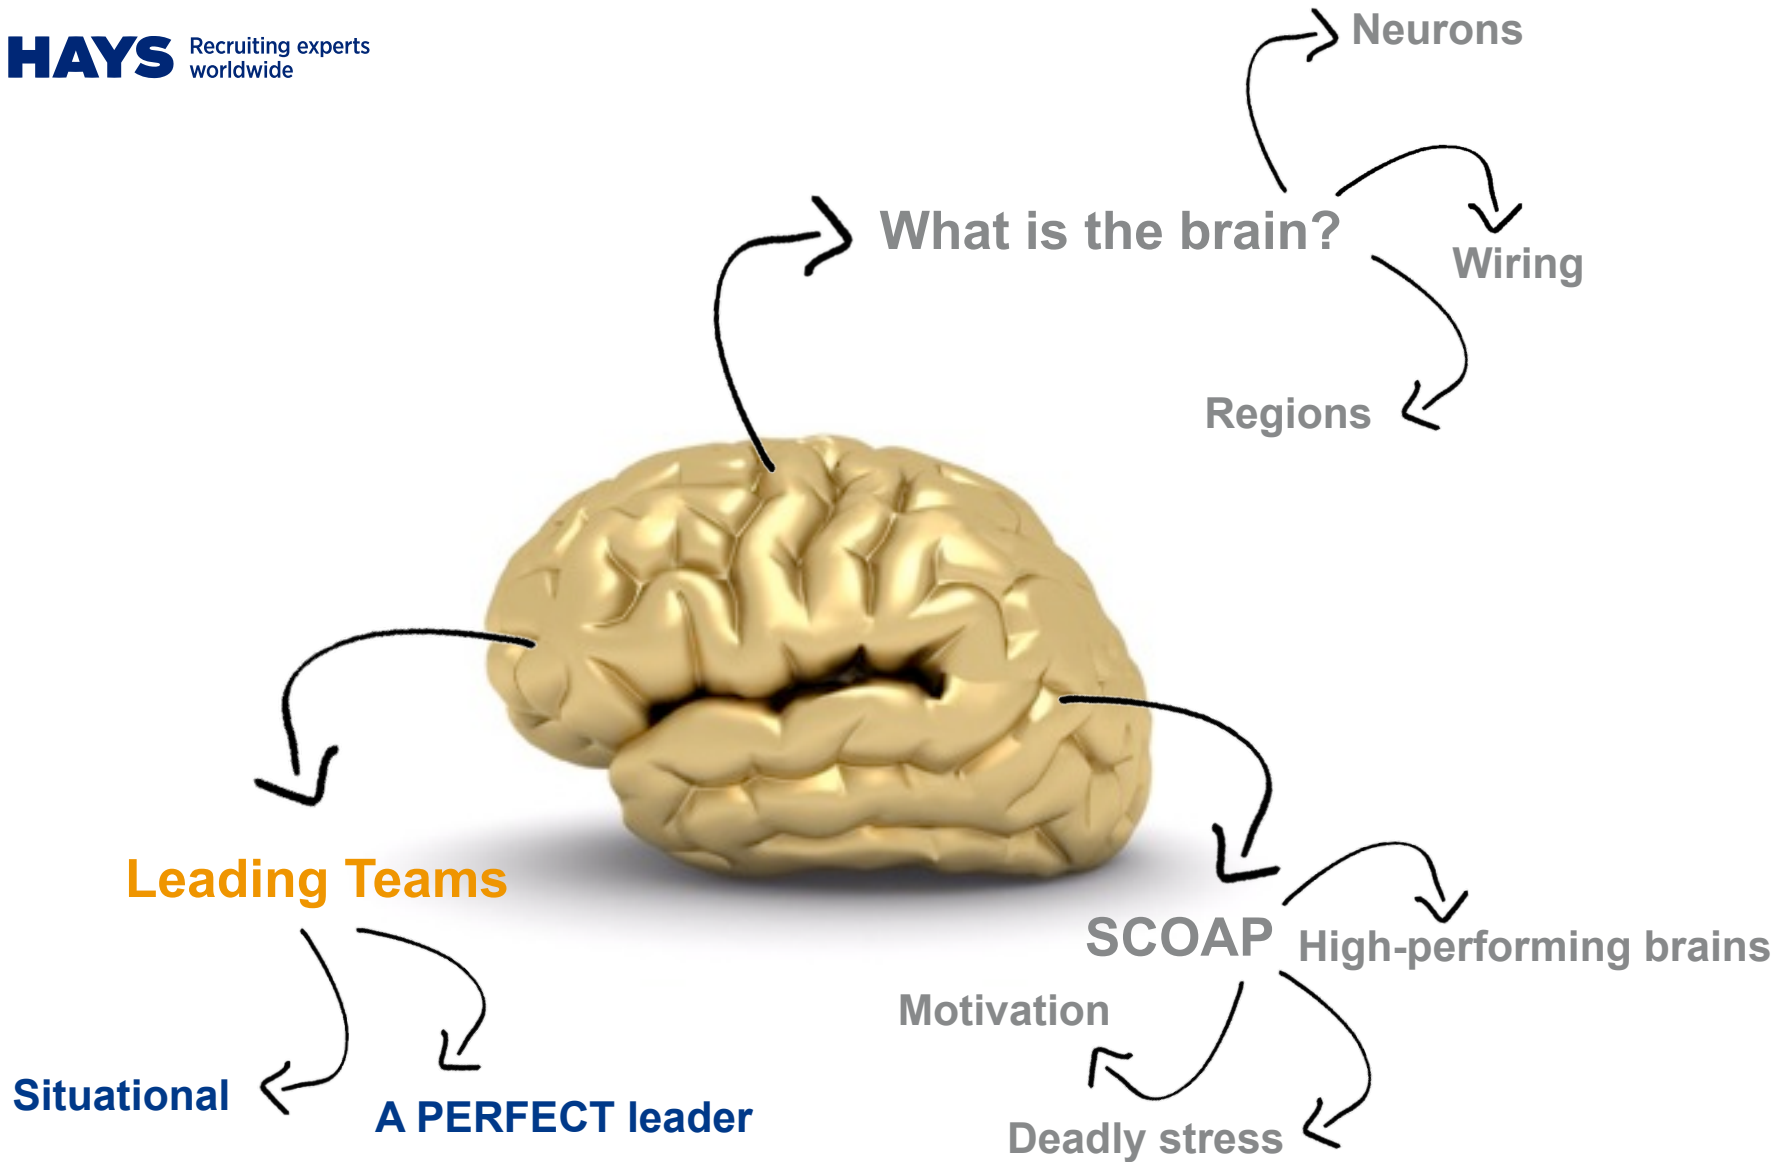 HAYS Recruiting experts
worldwide
Neurons
What is the brain?
Wiring
Regions
Leading Teams
SCOAP
High-performing brains
Motivation
Situational
A PERFECT leader
Deadly stress